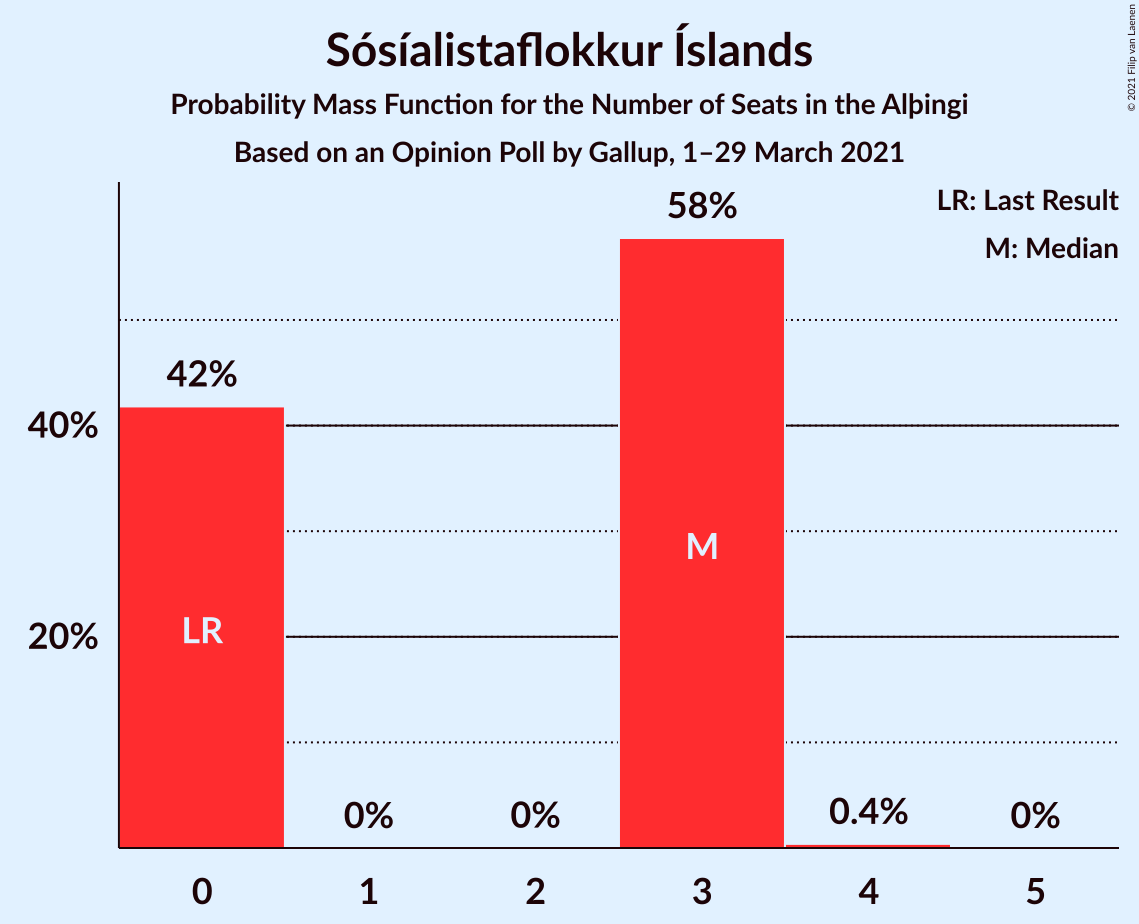 Sósíalistaflokkur Íslands
Probability Mass Function for the Number of Seats in the Alþingi
Based on an Opinion Poll by Gallup, 1–29 March 2021
© 2021 Filip van Laenen
LR: Last Result
M: Median
58%
42%
40%
M
LR
20%
0%
0%
0.4%
0%
0
1
2
3
4
5